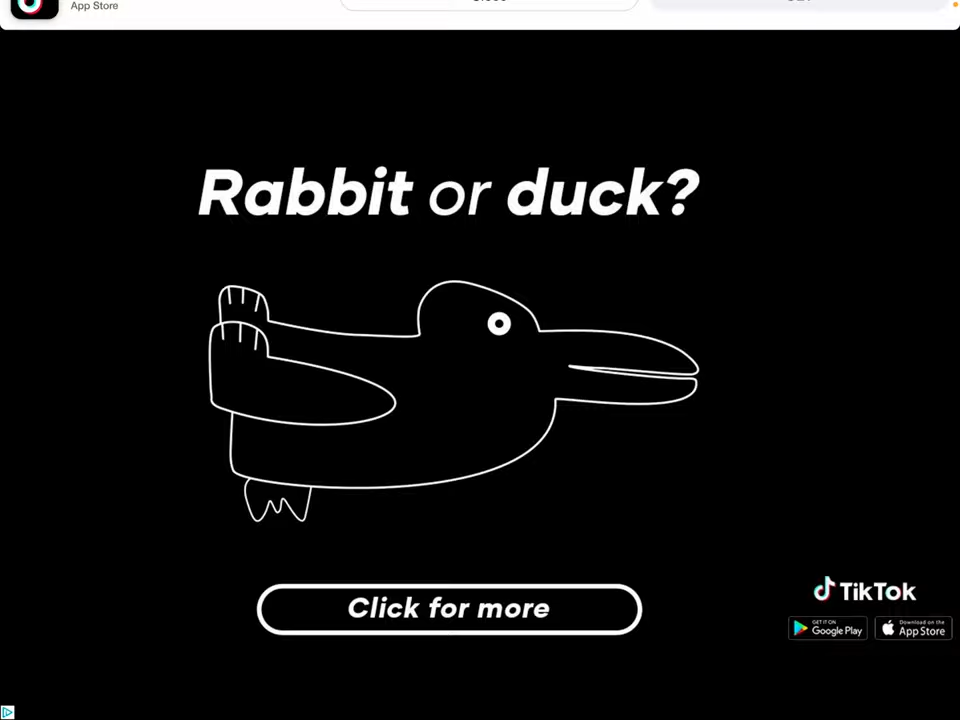 App Store
Rabbit or duck?
Click for more
TikTok
GET IT ON
Google Play
Download on the
App Store